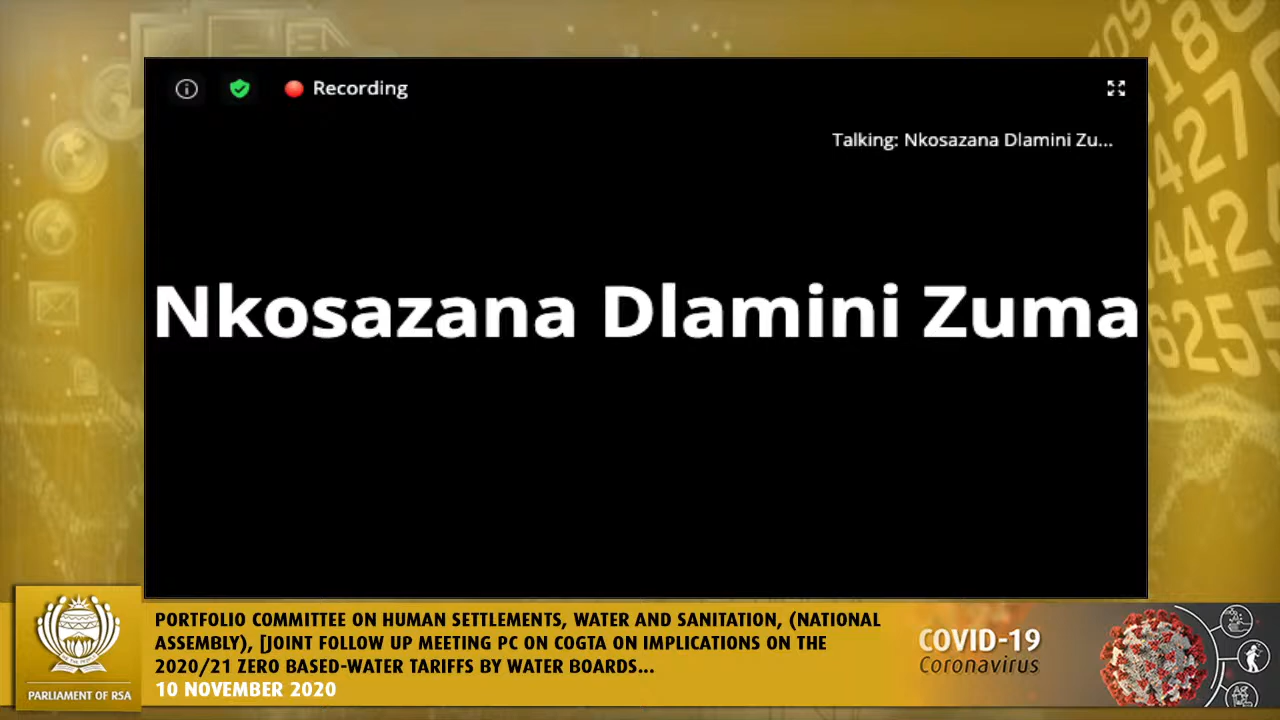 Recording
Talking: Nkosazana Dlamini Zu...
Nkosazana Dlamini Zuma
PORTFOLIO COMMITTEE ON HUMAN SETTLEMENTS, WATER AND SANITATION, (NATIONAL
ASSEMBLY), [JOINT FOLLOW UP MEETING PC ON COGTA ON IMPLICATIONS ON THE
2020/21 ZERO BASED-WATER TARIFFS BY WATER BOARDS...
10 NOVEMBER 2020
PARLIAMENT OF RSA
COVID-19
Coronavirus